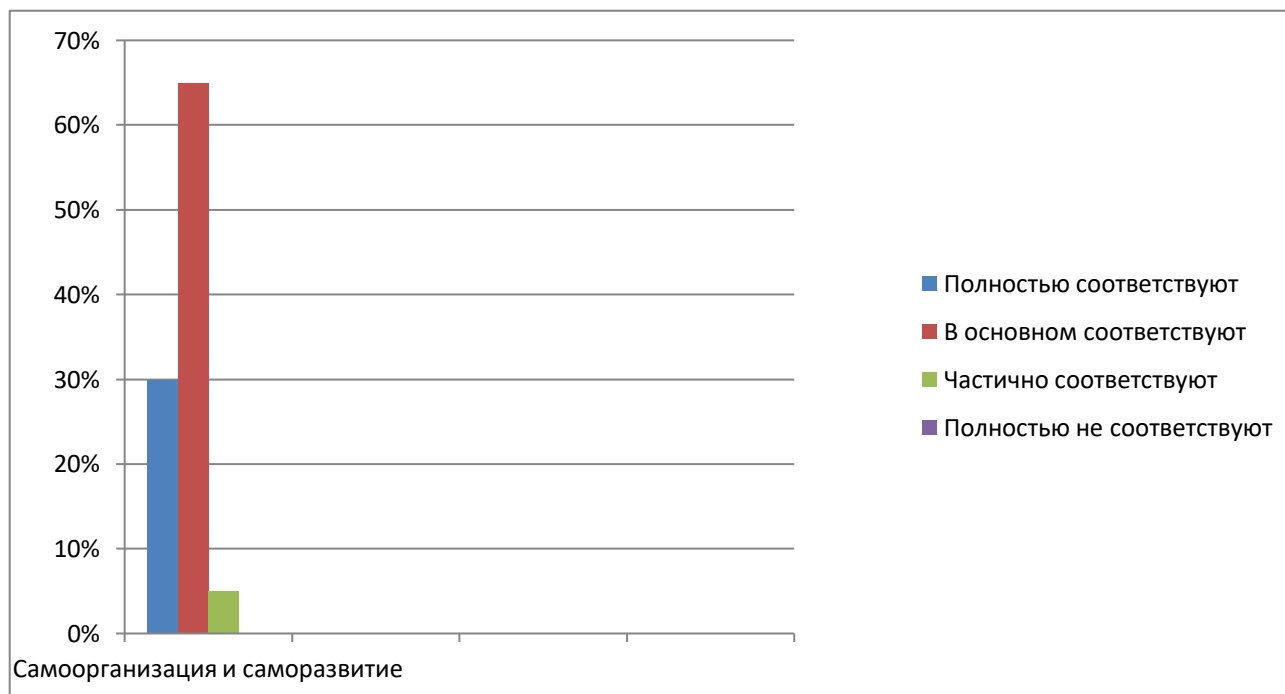 70%
60%
50%
40%
30%
20%
10%
0%
Самоорганизация и саморазвитие
Полностью соответствуют
В основном соответствуют
Частично соответствуют
Полностью не соответствуют